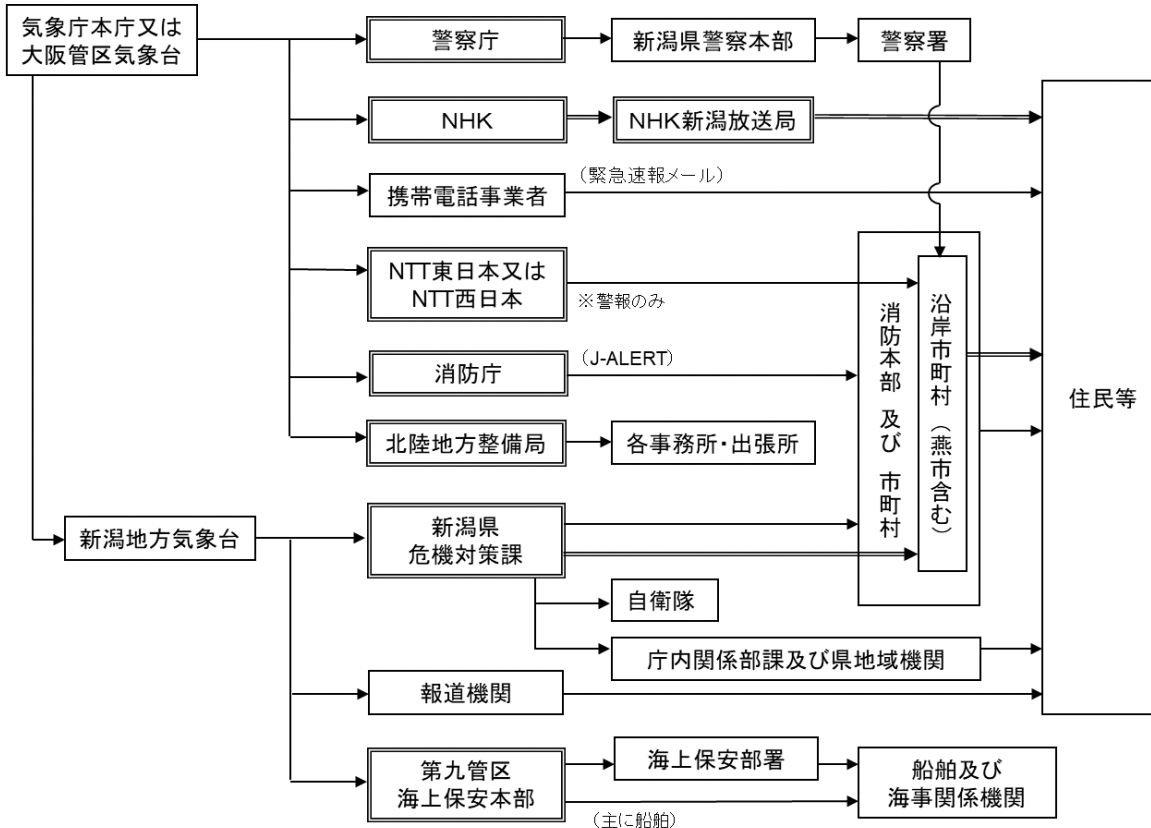 気象庁本庁又は
大阪管区気象台
警察庁
新潟県警察本部
警察署
NHK
NHK新潟放送局
携帯電話事業者
（緊急速報メール）
NTT東日本又は
NTT西日本
※警報のみ
消防庁
（J-ALERT）
北陸地方整備局
各事務所・出張所
消防本部 及び 市町村
沿岸市町村（燕市含む）
住民等
新潟地方気象台
新潟県
危機対策課
自衛隊
庁内関係部課及び県地域機関
報道機関
第九管区
海上保安本部
（主に船舶）
海上保安部署
船舶及び
海事関係機関